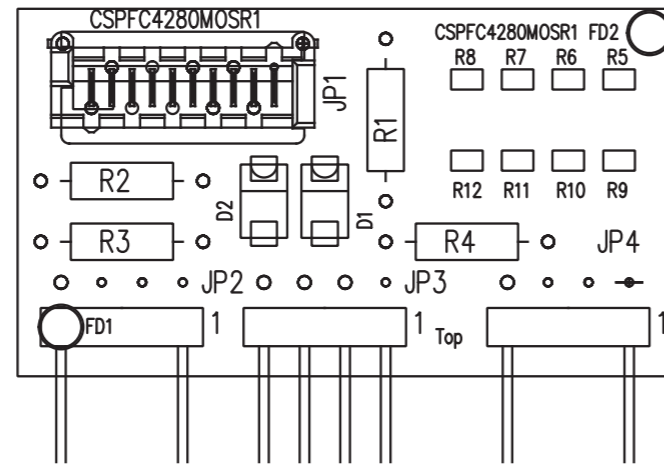 CSPFC4280MOSR1
CSPFC4280MOSR1 FD2
R8 R7 R6 R5
JP1
R1
R2
D2
D1
R12 R11 R10 R9
R3
R4
JP4
JP2
JP3
FD1
1
1
Top
1